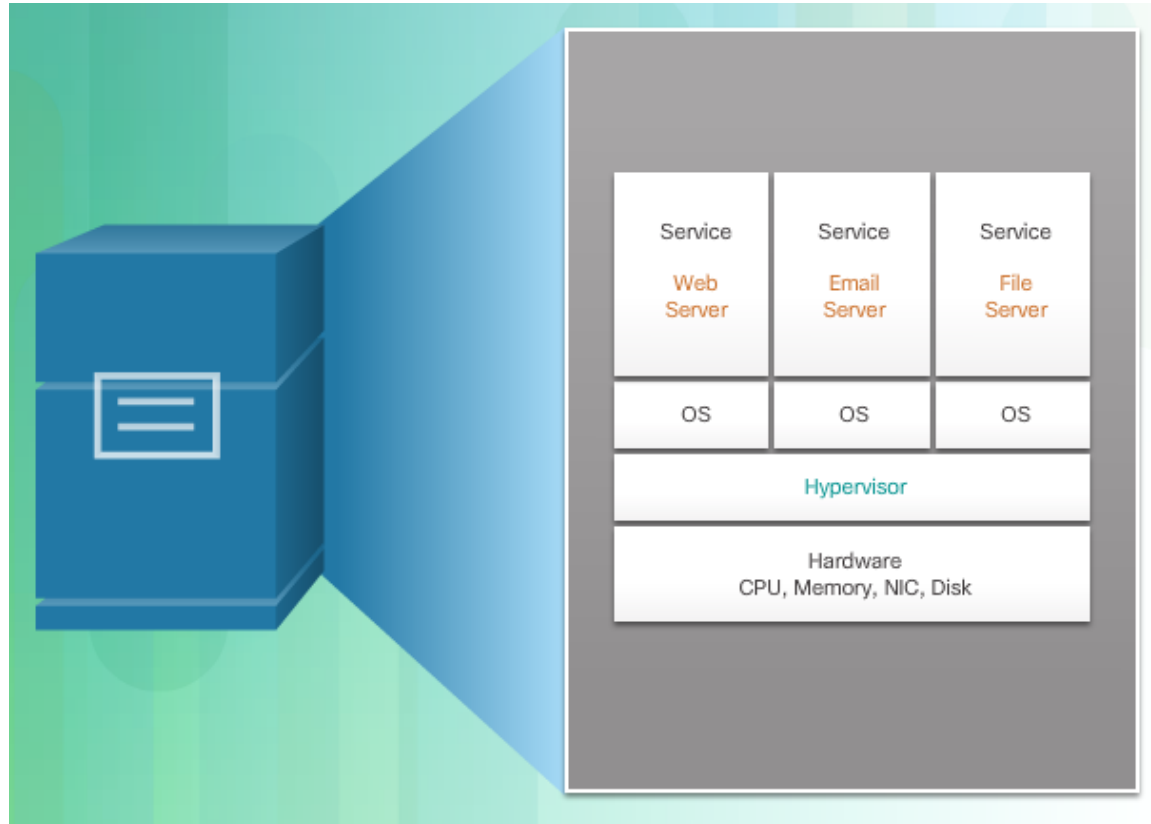 Service
Web
Server
Service
Email
Server
Service
File
Server
OS
OS
OS
Hypervisor
Hardware
CPU, Memory, NIC, Disk